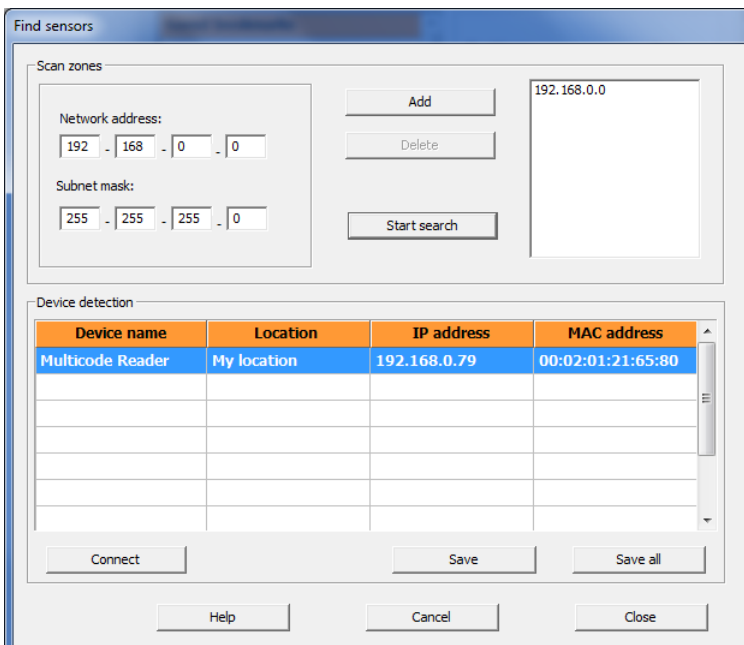 Find sensors
Scan zones
Network address:
192 . 168 . 0 . 0
Subnet mask:
255 . 255 . 255 . 0
Add
Delete
Start search
192.168.0.0
Device detection
Device name Location IP address MAC address
Multicode Reader My location 192.168.0.79 00:02:01:21:65:80
Connect Save Save all
Help Cancel Close